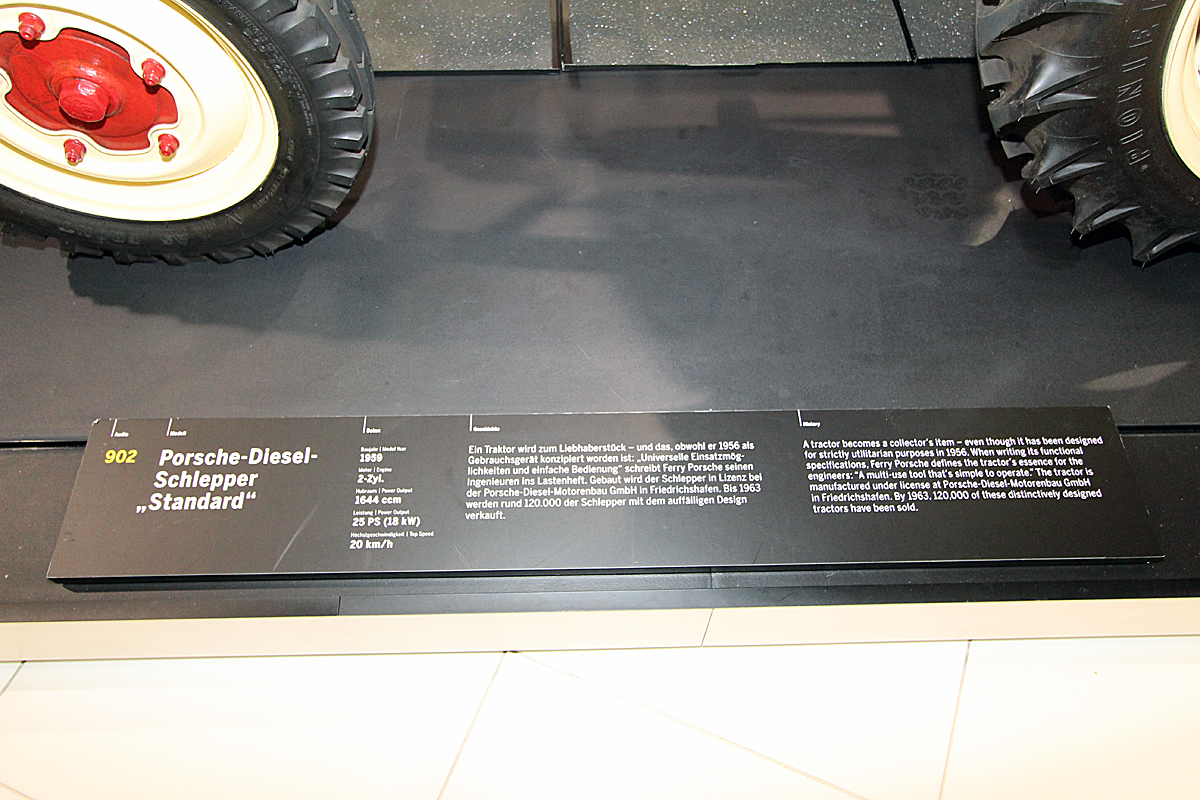 PIONIE
Audio
902
Modell
Porsche-Diesel-
Schlepper
„Standard“
Daten
Baujahr | Model Year
1959
Motor | Engine
2-Zyl.
Hubraum | Power Output
1644 ccm
Leistung | Power Output
25 PS (18 kW)
Höchstgeschwindigkeit | Top Speed
20 km/h
Geschichte
Ein Traktor wird zum Liebhaberstück – und das, obwohl er 1956 als
Gebrauchsgerät konzipiert worden ist: „Universelle Einsatzmög-
lichkeiten und einfache Bedienung“ schreibt Ferry Porsche seinen
Ingenieuren ins Lastenheft. Gebaut wird der Schlepper in Lizenz bei
der Porsche-Diesel-Motorenbau GmbH in Friedrichshafen. Bis 1963
werden rund 120.000 der Schlepper mit dem auffälligen Design
verkauft.
History
A tractor becomes a collector's item – even though it has been designed
for strictly utilitarian purposes in 1956. When writing its functional
specifications, Ferry Porsche defines the tractor's essence for the
engineers: "A multi-use tool that's simple to operate." The tractor is
manufactured under license at Porsche-Diesel-Motorenbau GmbH
in Friedrichshafen. By 1963, 120,000 of these distinctively designed
tractors have been sold.